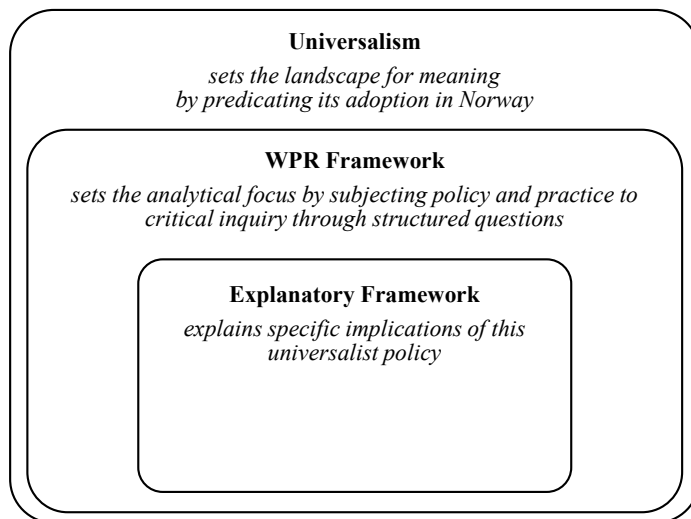 Universalism
sets the landscape for meaning
by predicating its adoption in Norway
WPR Framework
sets the analytical focus by subjecting policy and practice to
critical inquiry through structured questions
Explanatory Framework
explains specific implications of this
universalist policy